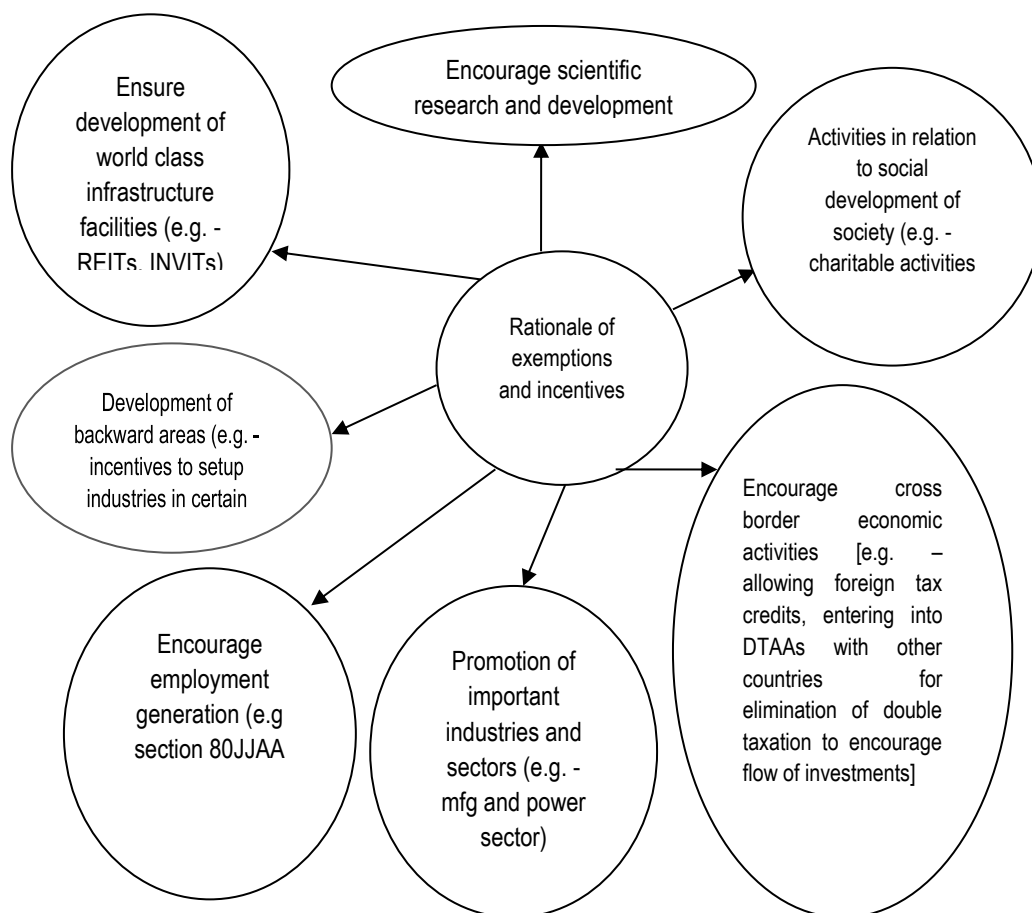 Encourage scientific
research and development
Ensure
development of
world class
infrastructure
facilities (e.g. -
REITs, INVITs)
Activities in relation
to social
development of
society (e.g. -
charitable activities
Rationale of
exemptions
and incentives
Development of
backward areas (e.g. -
incentives to setup
industries in certain
Encourage cross
border economic
activities [e.g. –
allowing foreign tax
credits, entering into
DTAAs with other
countries for
elimination of double
taxation to encourage
flow of investments]
Encourage
employment
generation (e.g
section 80JJAA
Promotion of
important
industries and
sectors (e.g. -
mfg and power
sector)